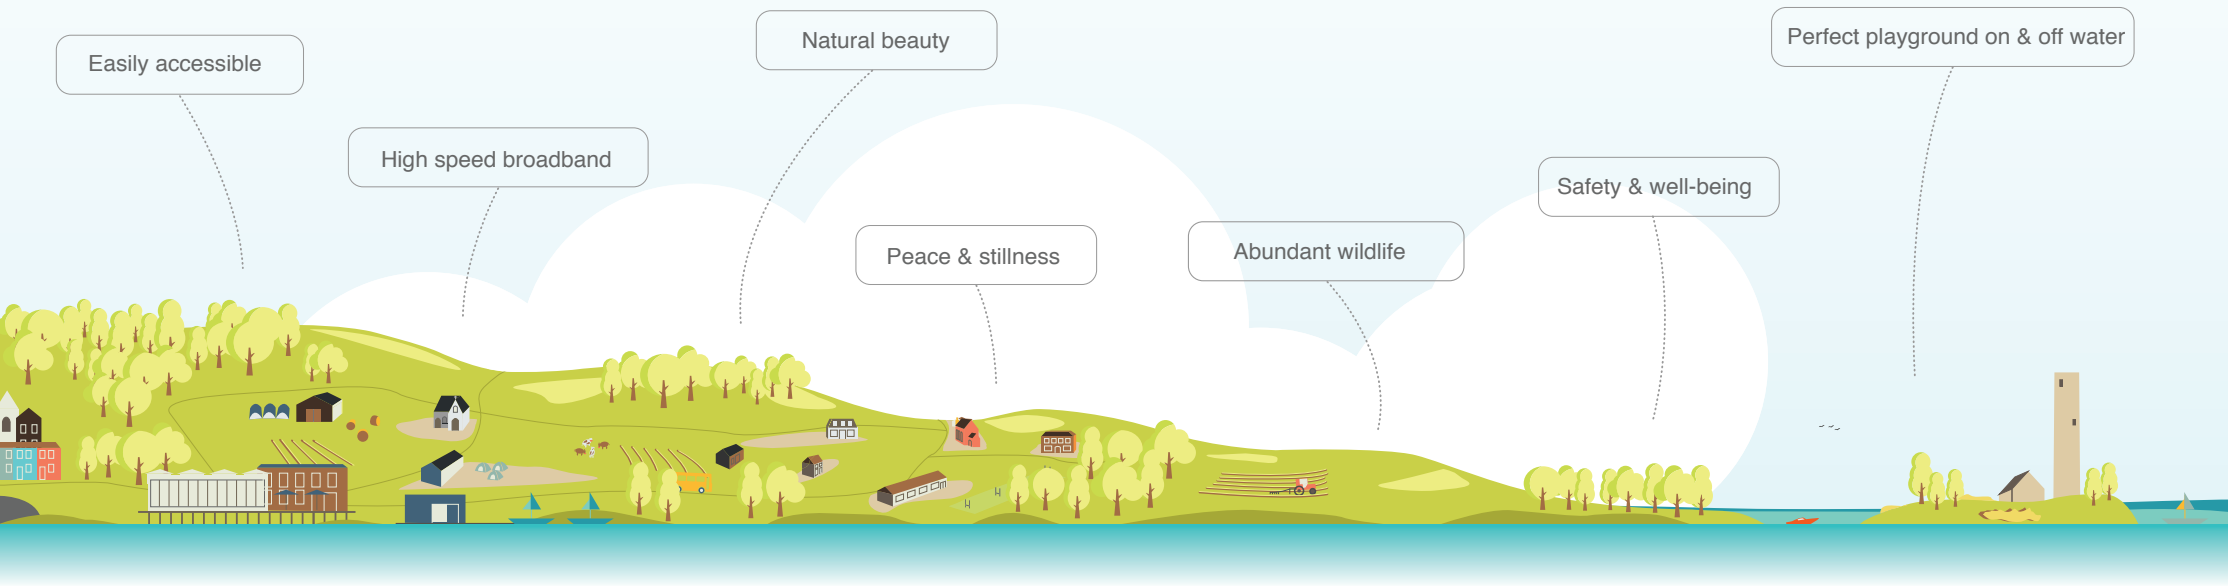 Easily accessible
High speed broadband
Natural beauty
Peace & stillness
Abundant wildlife
Safety & well-being
Perfect playground on & off water